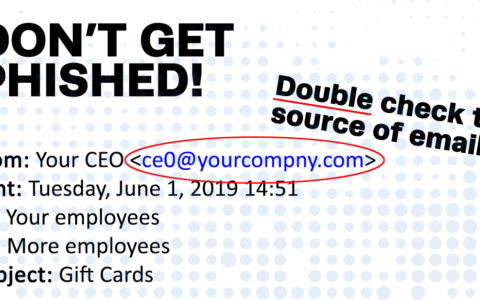 DON'T GET
PHISHED!
Double check t
source of email
om: Your CEO <ce0@yourcompny.com>
nt: Tuesday, June 1, 2019 14:51
Your employees
More employees
bject: Gift Cards